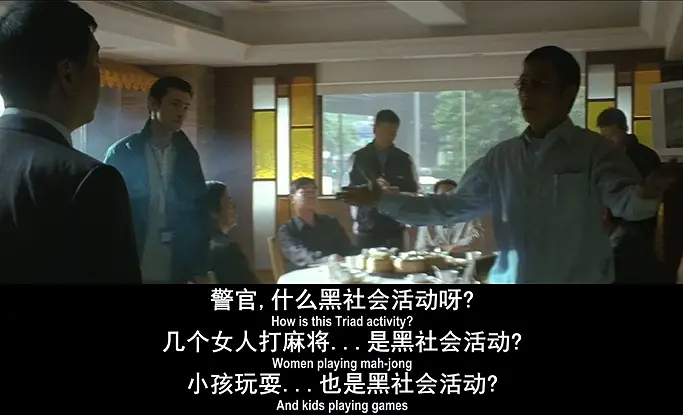 警官,什么黑社会活动呀?
How is this Triad activity?
几个女人打麻将...是黑社会活动?
Women playing mah-jong
小孩玩耍...也是黑社会活动?
And kids playing games